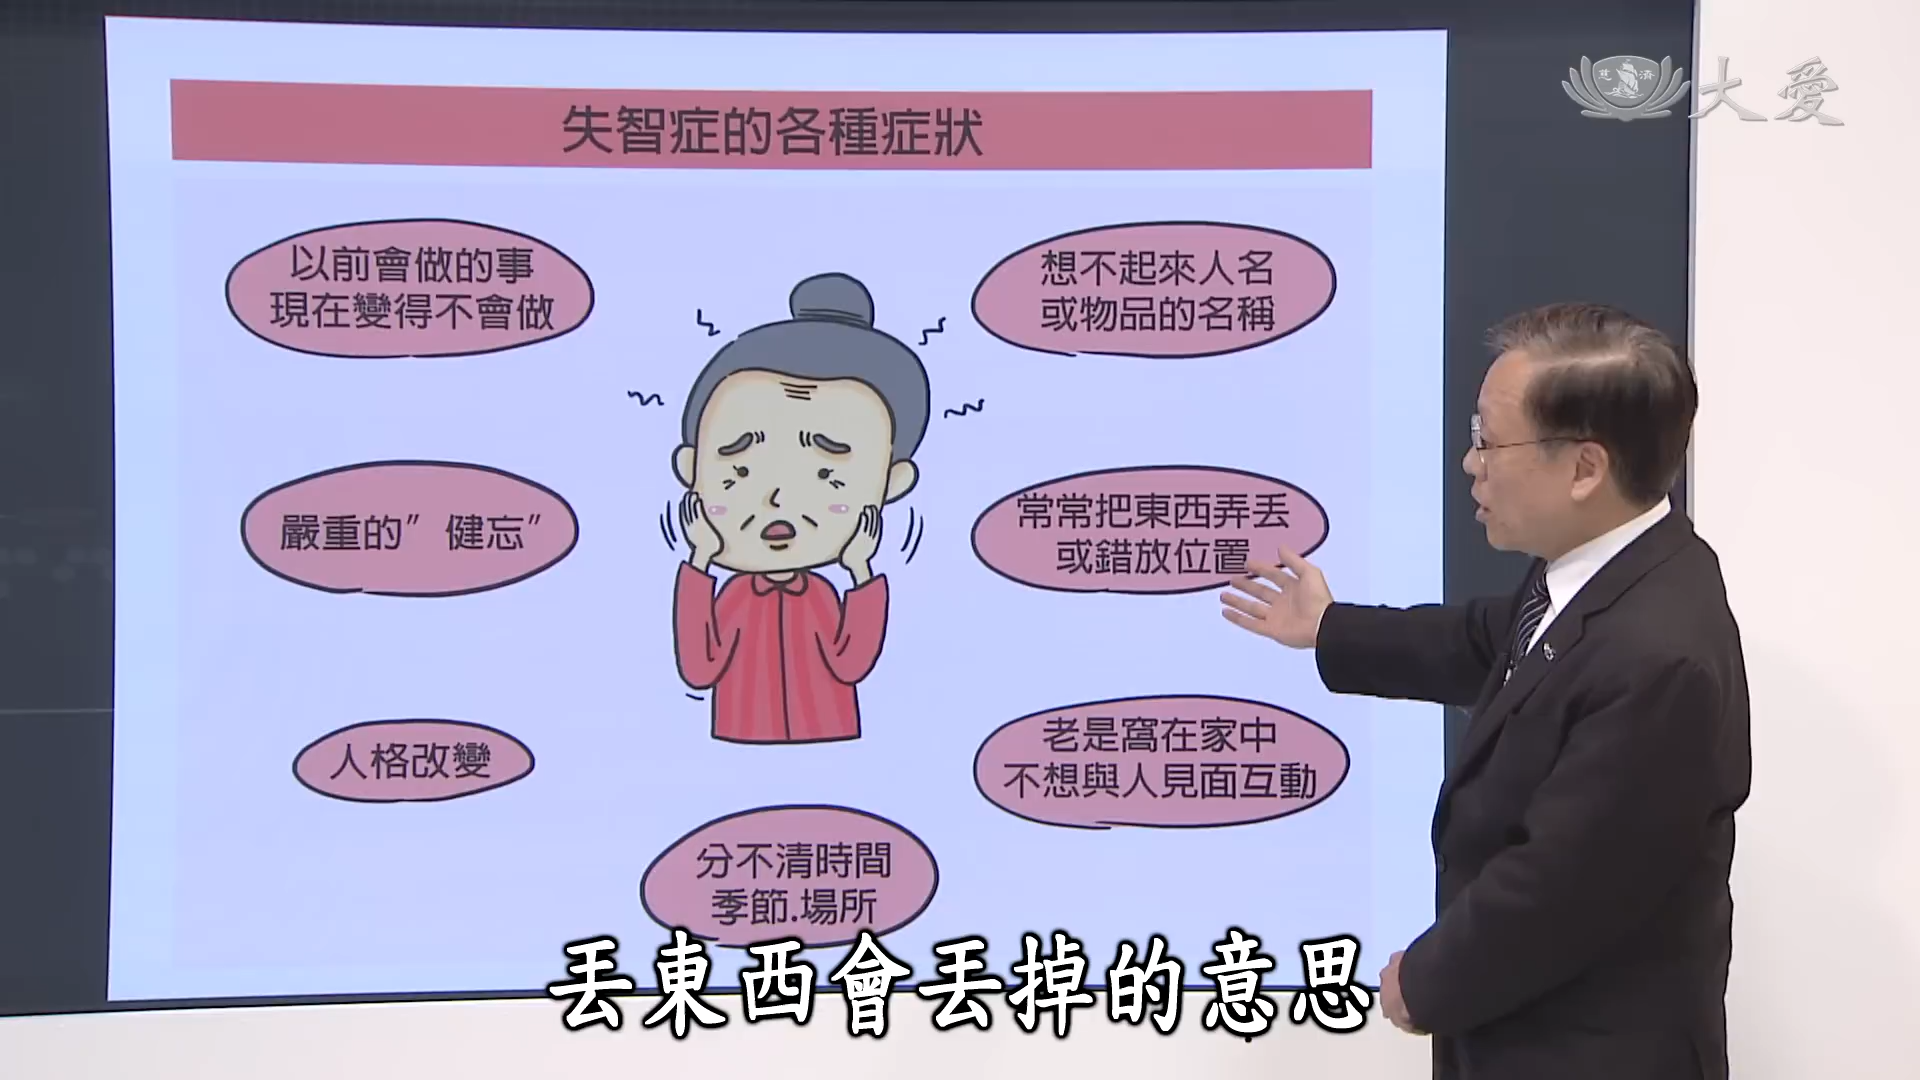 慈濟
大愛
失智症的各種症狀
以前會做的事
現在變得不會做
想不起來人名
或物品的名稱
嚴重的”健忘”
常常把東西弄丟
或錯放位置
人格改變
老是窩在家中
不想與人見面互動
分不清時間
季節.場所
丟東西會丟掉的意思